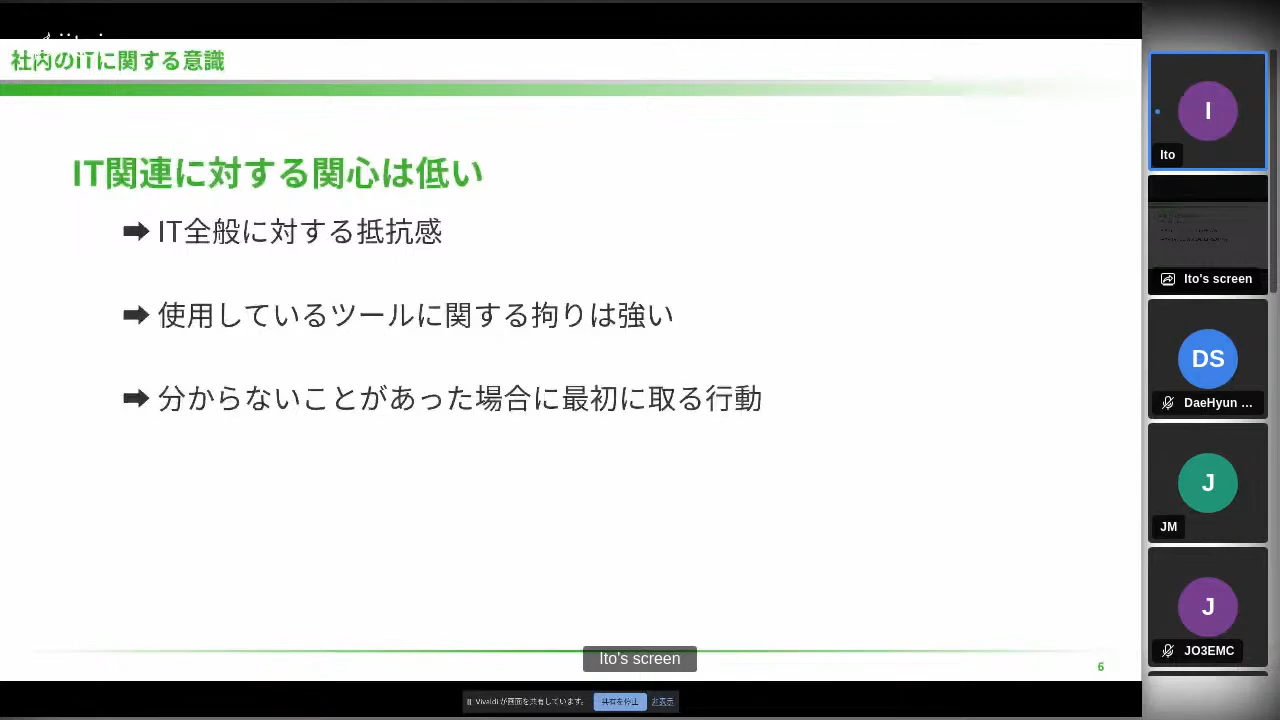 社内のITに関する意識
IT関連に対する関心は低い
➡ IT全般に対する抵抗感
➡ 使用しているツールに関する拘りは強い
➡ 分からないことがあった場合に最初に取る行動
6
Ito's screen
Vivaldi が画面を共有しています。
共有を停止
非表示
I
Ito
Ito's screen
DS
DaeHyun ...
J
JM
J
JO3EMC